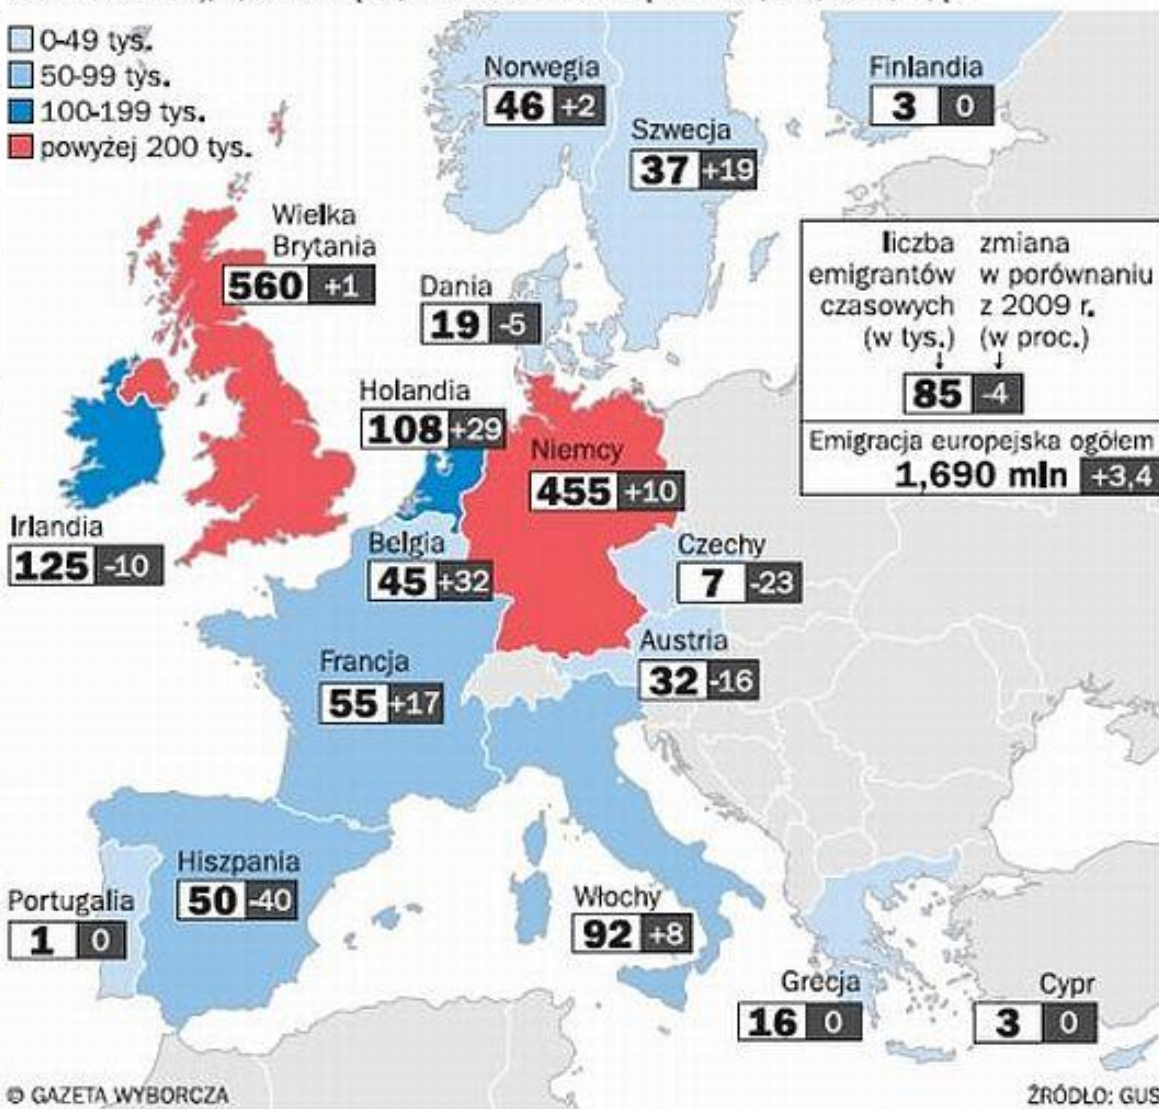 0-49 tys.
50-99 tys.
100-199 tys.
powyżej 200 tys.
Norwegia
46 +2
Finlandia
3 0
Szwecja
37 +19
Wielka
Brytania
560 +1
Dania
19 -5
liczba
emigrantów
czasowych
(w tys.)
zmiana
w porównaniu
z 2009 r.
(w proc.)
85 -4
Emigracja europejska ogółem
1,690 mln +3,4
Holandia
108 +29
Niemcy
455 +10
Irlandia
125 -10
Belgia
45 +32
Czechy
7 -23
Austria
32 -16
Francja
55 +17
Hiszpania
50 -40
Portugalia
1 0
Włochy
92 +8
Grecja
16 0
Cypr
3 0
© GAZETA WYBORCZA
ŹRÓDŁO: GUS